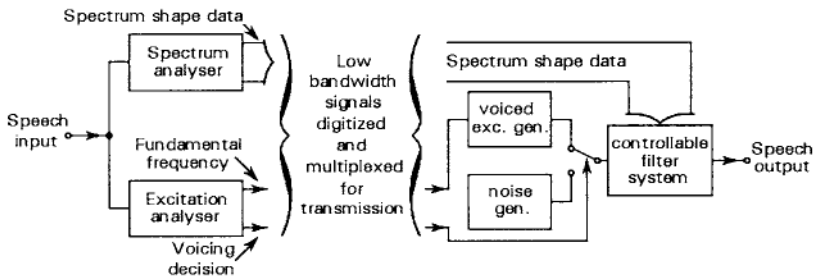 Spectrum shape data
Spectrum
analyser
Speech
input
Fundamental
frequency
Excitation
analyser
Voicing
decision
Low
bandwidth
signals
digitized
and
multiplexed
for
transmission
Spectrum shape data
voiced
exc. gen.
noise
gen.
controllable
filter
system
Speech
output